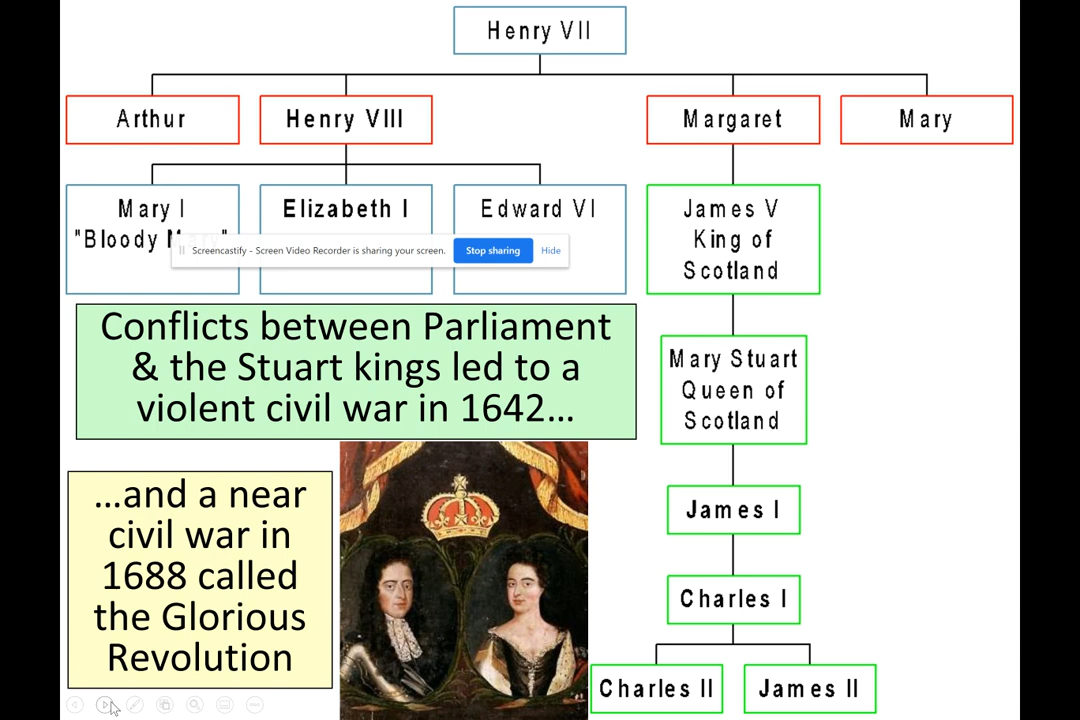 Henry VII
Arthur
Henry VIII
Margaret
Mary
Mary I
"Bloody
Elizabeth I
Edward VI
James V
King of
Scotland
Screencastify - Screen Video Recorder is sharing your screen.
Stop sharing
Hide
Conflicts between Parliament
& the Stuart kings led to a
violent civil war in 1642...
Mary Stuart
Queen of
Scotland
...and a near
civil war in
1688 called
the Glorious
Revolution
James I
Charles I
Charles II
James II